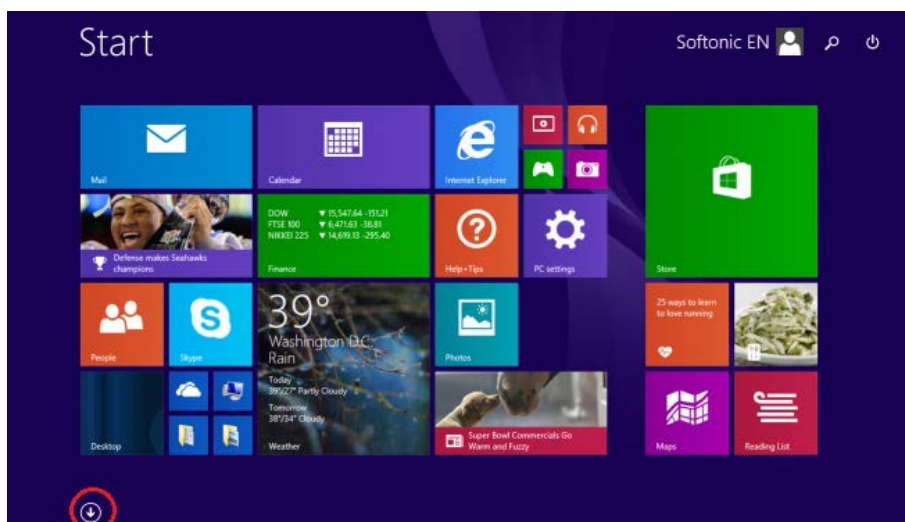 Start
Softonic EN
Mail
Calendar
Internet Explorer
Defense makes Seahawks
champions
DOW ▼ 15,547.64 -151.21
FTSE 100 ▼ 6,471.63 -38.81
NIKKEI 225 ▼ 14,619.13 -295.40
Finance
Help+Tips
PC settings
Store
People
Skype
39°
Washington D.C.
Rain
Today
39°/27° Partly Cloudy
Tomorrow
38°/34° Cloudy
Weather
Photos
25 ways to learn
to love running
Desktop
Super Bowl Commercials Go
Warm and Fuzzy
Maps
Reading List